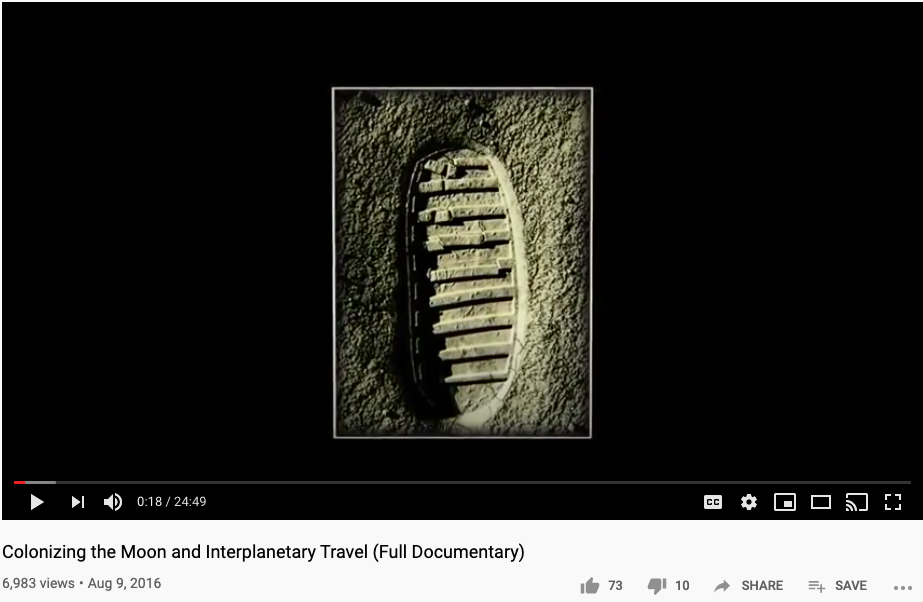 CC
0:18 / 24:49
Colonizing the Moon and Interplanetary Travel (Full Documentary)
6,983 views • Aug 9, 2016
73 10 SHARE SAVE